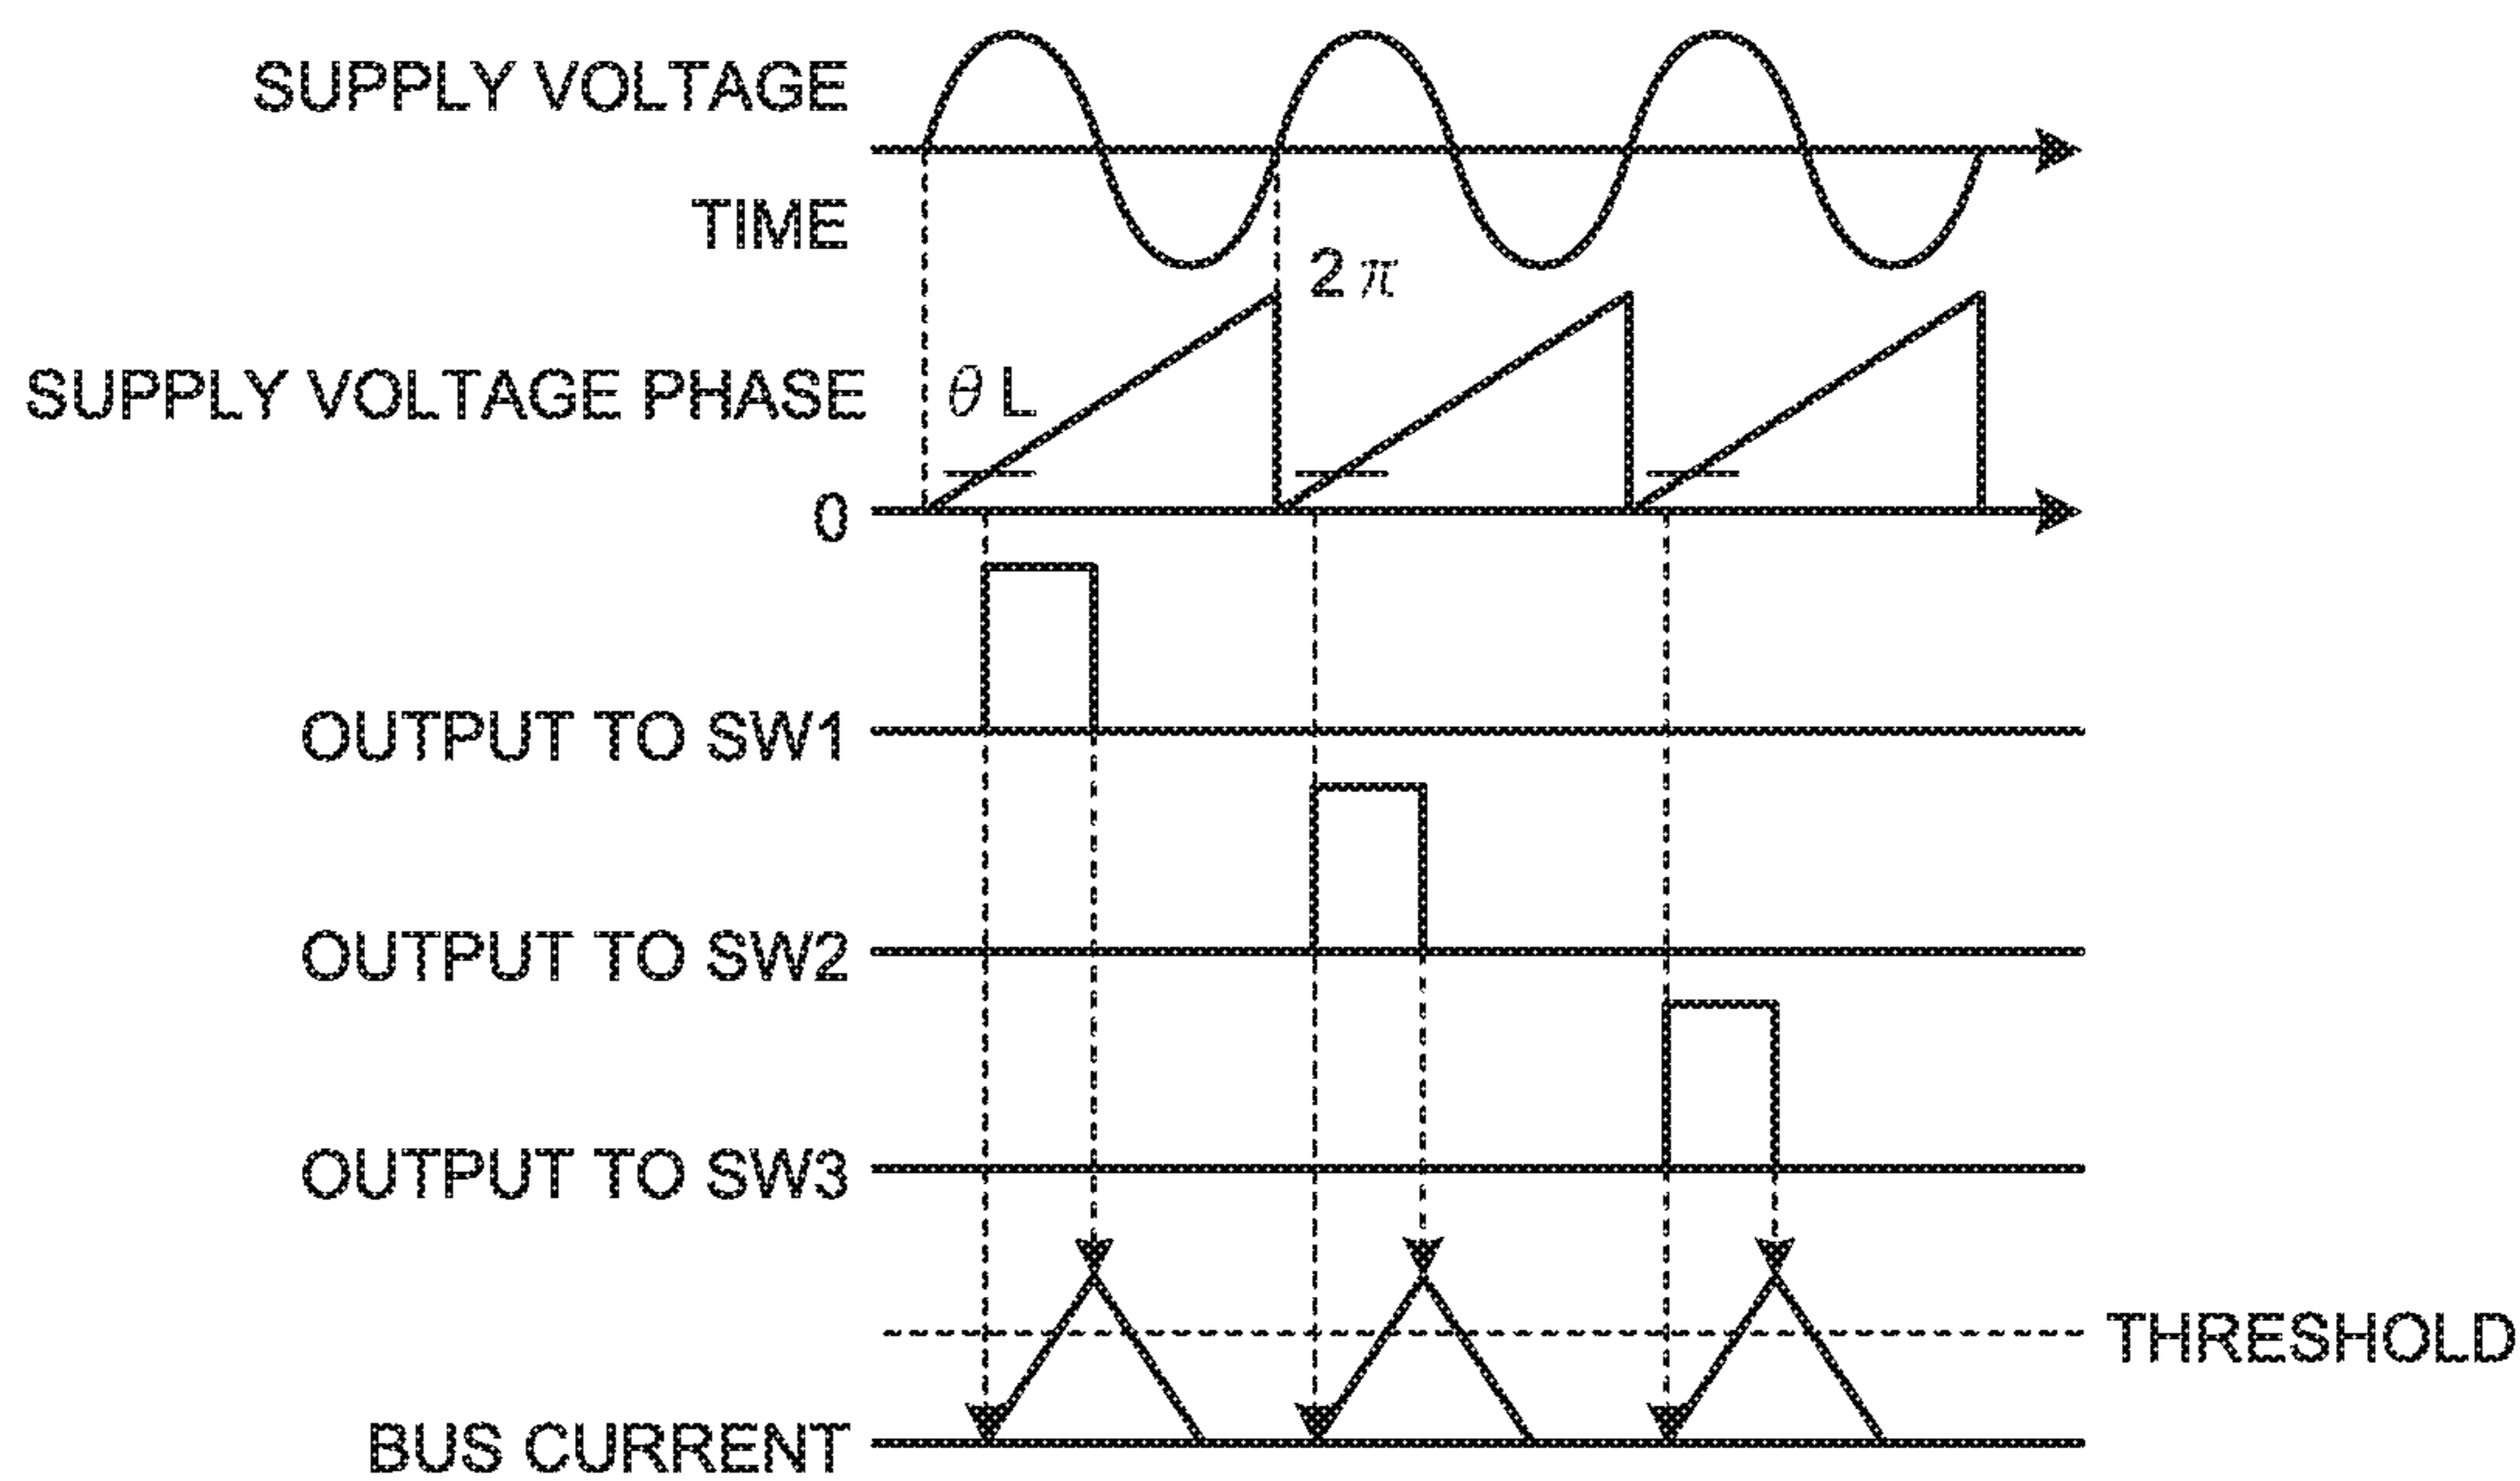 SUPPLY VOLTAGE
TIME
2π
SUPPLY VOLTAGE PHASE
θL
0
OUTPUT TO SW1
OUTPUT TO SW2
OUTPUT TO SW3
THRESHOLD
BUS CURRENT